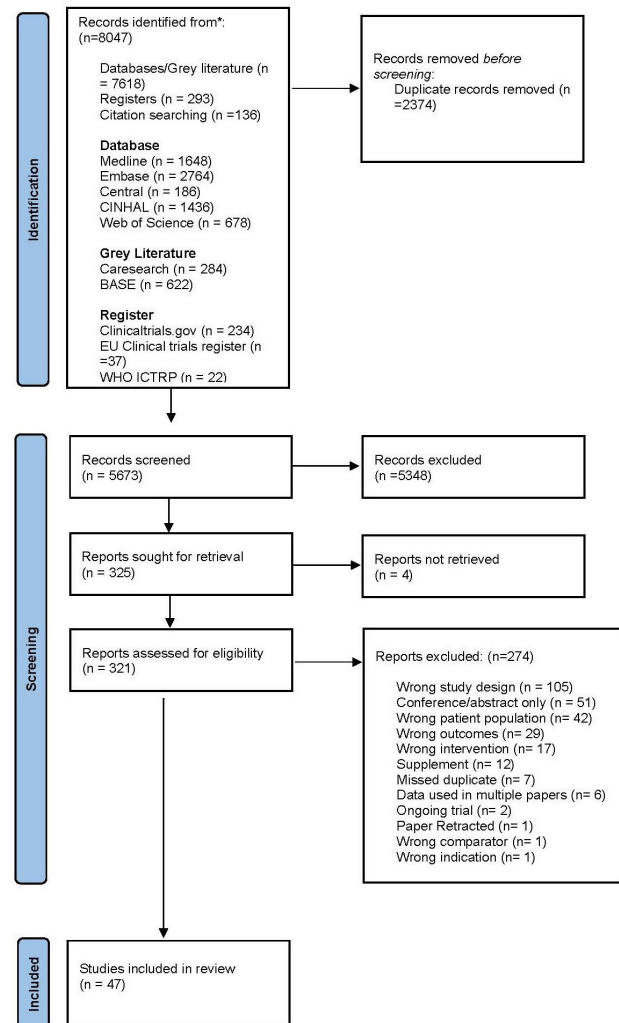 Identification
Records identified from*:
(n=8047)
Databases/Grey literature (n
= 7618)
Registers (n = 293)
Citation searching (n =136)
Database
Medline (n = 1648)
Embase (n = 2764)
Central (n = 186)
CINHAL (n = 1436)
Web of Science (n = 678)
Grey Literature
Caresearch (n = 284)
BASE (n = 622)
Register
Clinicaltrials.gov (n = 234)
EU Clinical trials register (n
=37)
WHO ICTRP (n = 22)
Records removed before
screening:
Duplicate records removed (n
=2374)
Screening
Records screened
(n = 5673)
Records excluded
(n =5348)
Reports sought for retrieval
(n = 325)
Reports not retrieved
(n = 4)
Reports assessed for eligibility
(n = 321)
Reports excluded: (n=274)
Wrong study design (n = 105)
Conference/abstract only (n = 51)
Wrong patient population (n = 42)
Wrong outcomes (n = 29)
Wrong intervention (n= 17)
Supplement (n = 12)
Missed duplicate (n = 7)
Data used in multiple papers (n= 6)
Ongoing trial (n = 2)
Paper Retracted (n= 1)
Wrong comparator (n= 1)
Wrong indication (n= 1)
Included
Studies included in review
(n = 47)